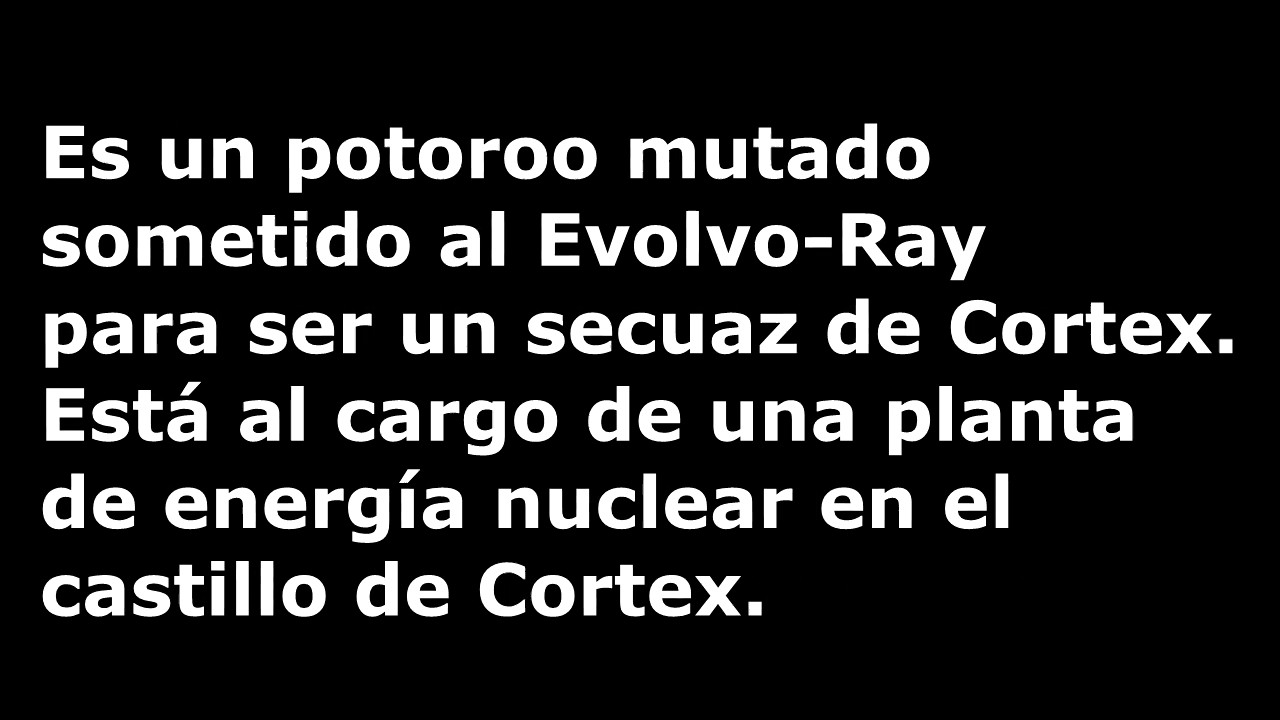 Es un potoroo mutado
sometido al Evolvo-Ray
para ser un secuaz de Cortex.
Está al cargo de una planta
de energía nuclear en el
castillo de Cortex.